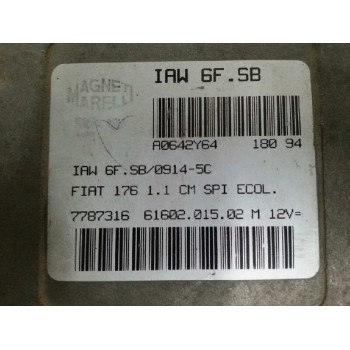 MAGNETI
MARELLI
IAW 6F.SB
A0642Y64 180 94
IAW 6F.SB/0914-5C
FIAT 176 1.1 CM SPI ECOL.
7787316 61602.015.02 M 12V=